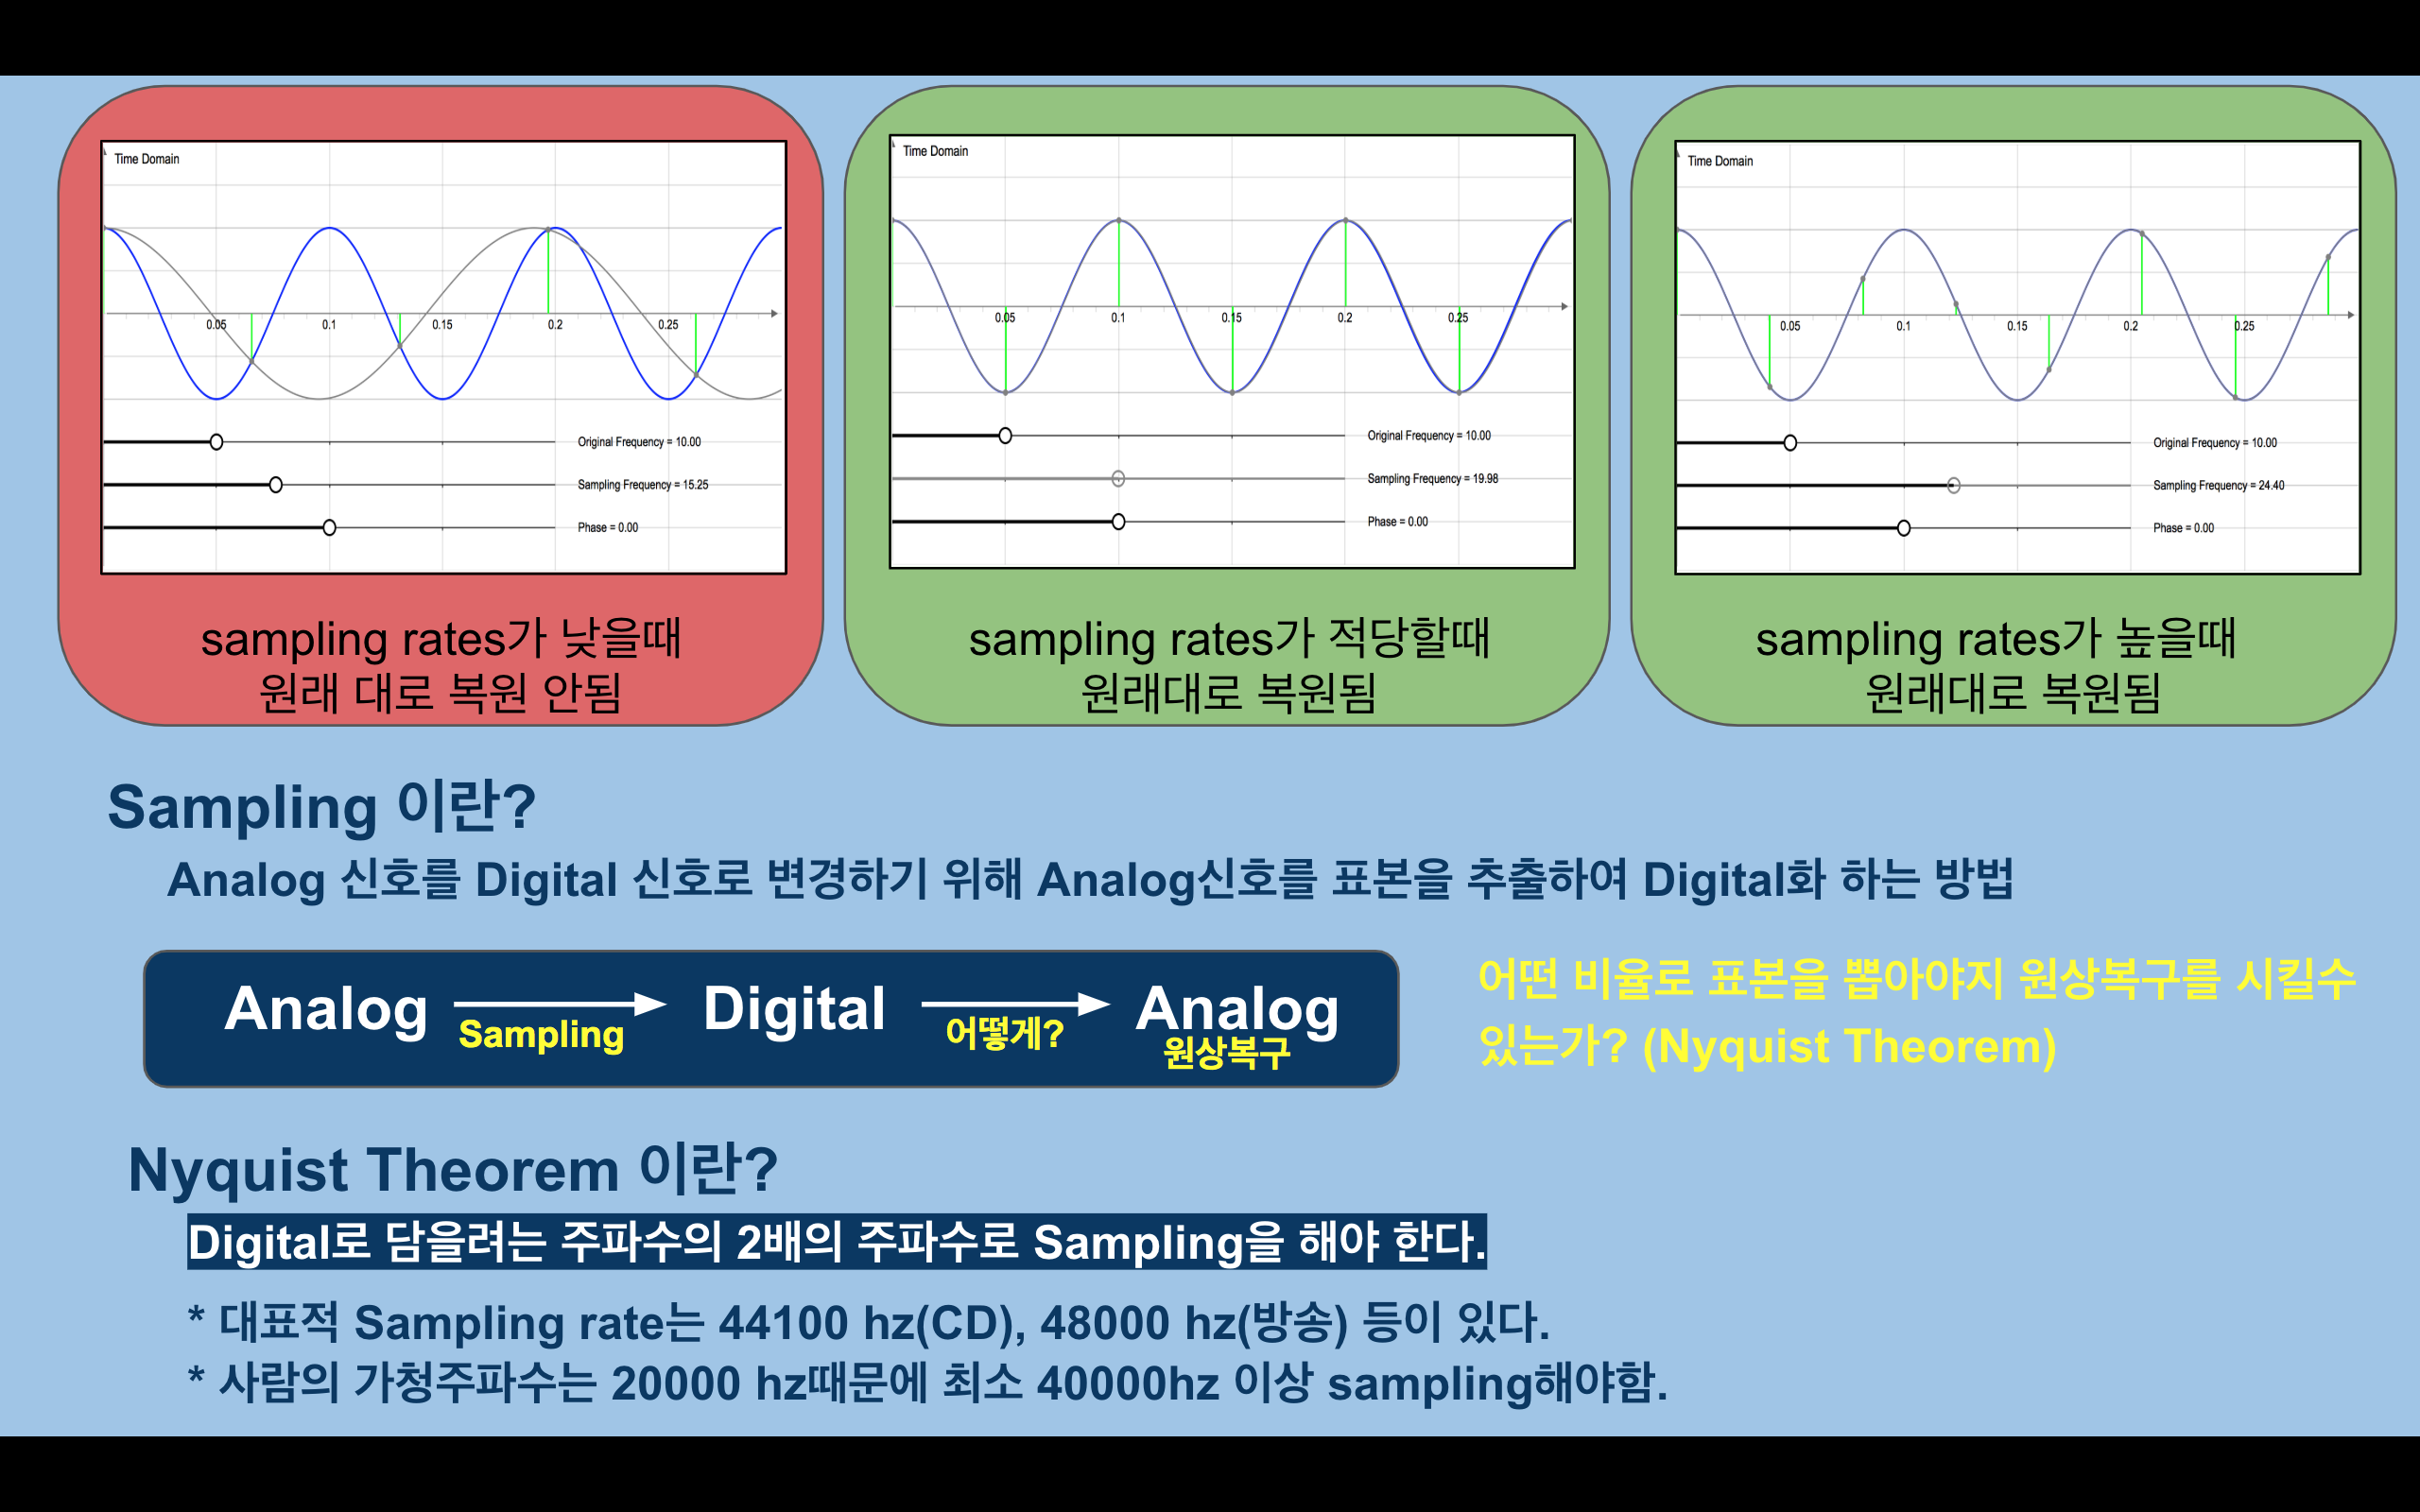 Time Domain
0.05 0.1 0.15 0.2 0.25
Original Frequency = 10.00
Sampling Frequency = 15.25
Phase = 0.00
sampling rates가 낮을때
원래 대로 복원 안됨
Time Domain
0.05 0.1 0.15 0.2 0.25
Original Frequency = 10.00
Sampling Frequency = 19.98
Phase = 0.00
sampling rates가 적당할때
원래대로 복원됨
Time Domain
0.05 0.1 0.15 0.2 0.25
Original Frequency = 10.00
Sampling Frequency = 24.40
Phase = 0.00
sampling rates가 높을때
원래대로 복원됨
Sampling 이란?
Analog 신호를 Digital 신호로 변경하기 위해 Analog신호를 표본을 추출하여 Digital화 하는 방법
Analog Digital Analog
Sampling 어떻게? 원상복구
어떤 비율로 표본을 뽑아야지 원상복구를 시킬수
있는가? (Nyquist Theorem)
Nyquist Theorem 이란?
Digital로 담을려는 주파수의 2배의 주파수로 Sampling을 해야 한다.
* 대표적 Sampling rate는 44100 hz(CD), 48000 hz(방송) 등이 있다.
* 사람의 가청주파수는 20000 hz때문에 최소 40000hz 이상 sampling해야함.